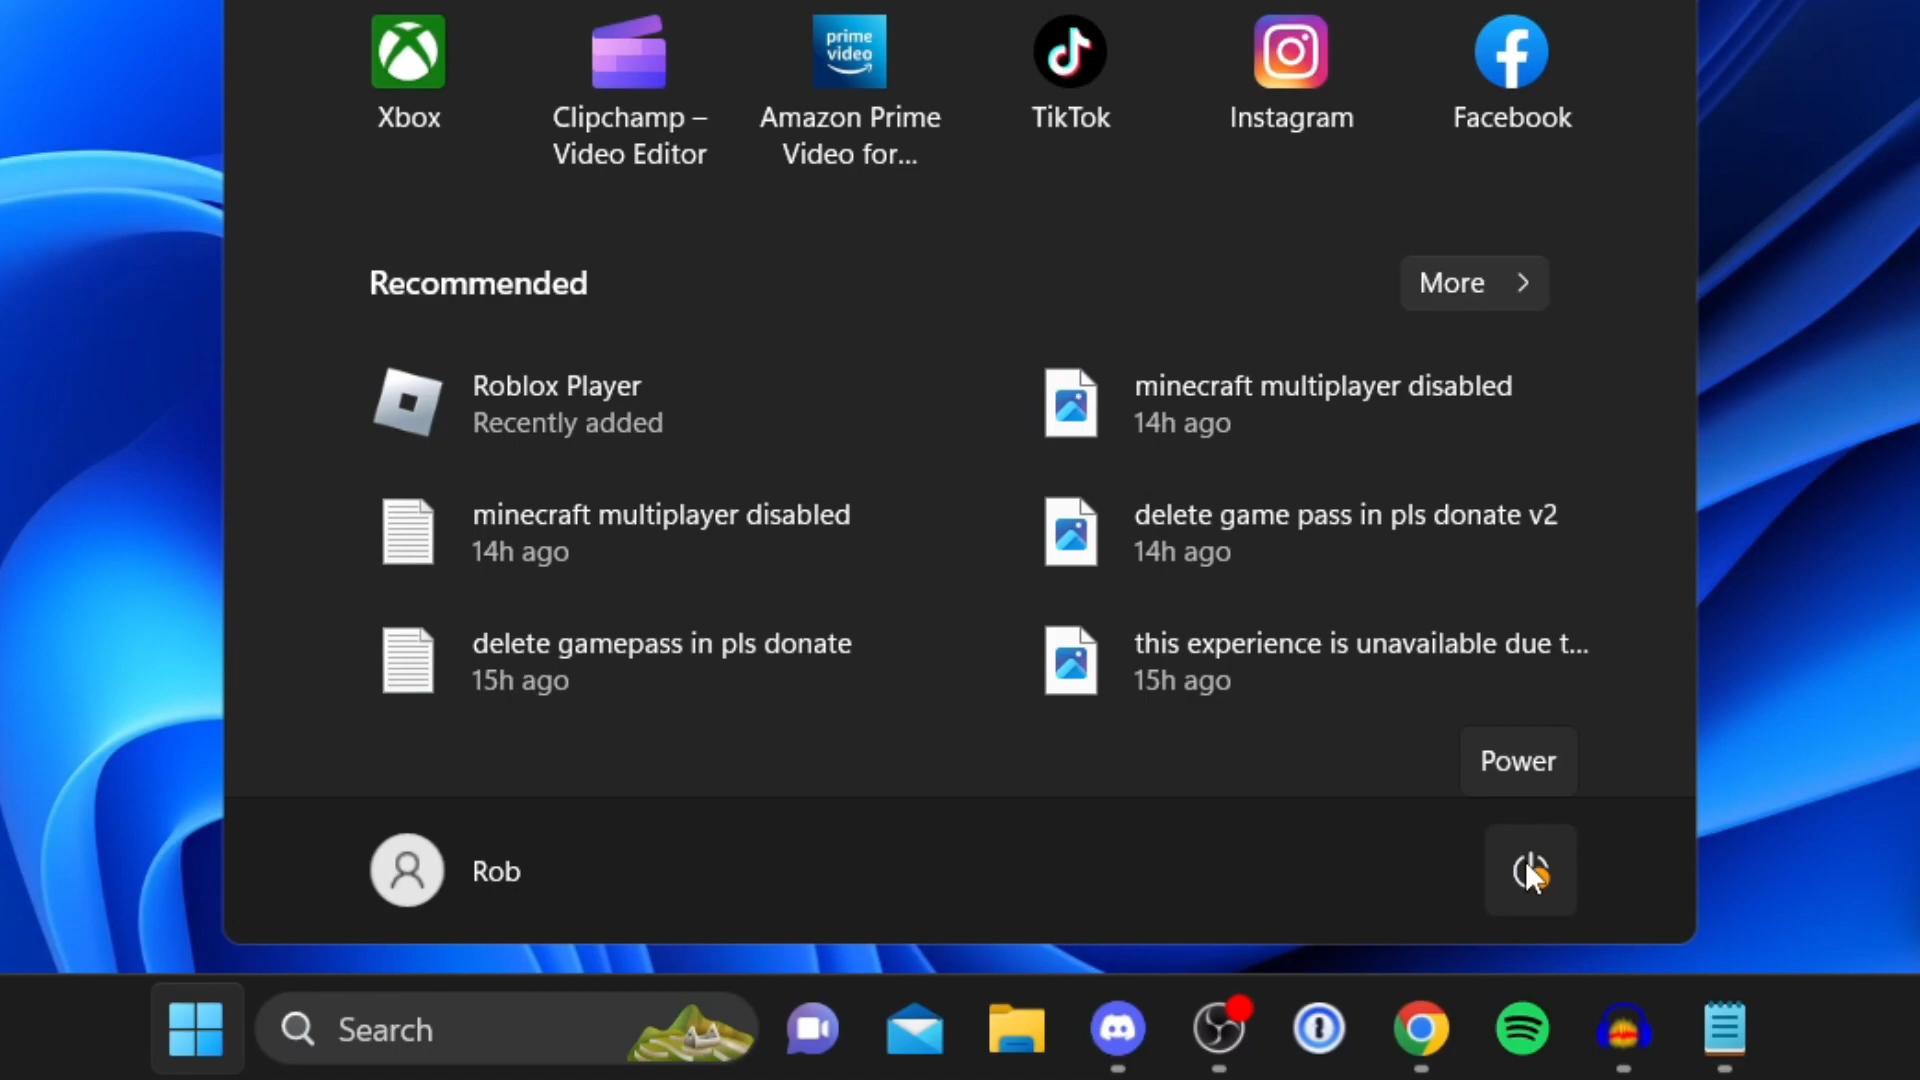 prime
video
Xbox
Clipchamp –
Video Editor
Amazon Prime
Video for...
TikTok
Instagram
Facebook
Recommended
More
Roblox Player
Recently added
minecraft multiplayer disabled
14h ago
minecraft multiplayer disabled
14h ago
delete game pass in pls donate v2
14h ago
delete gamepass in pls donate
15h ago
this experience is unavailable due t...
15h ago
Power
Rob
Search